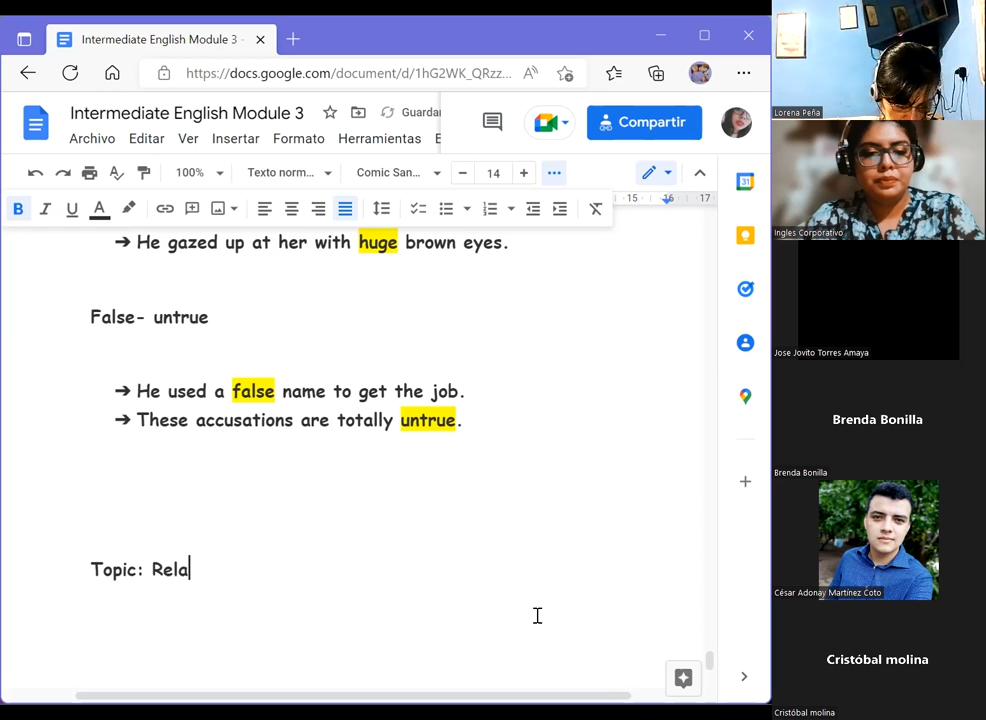 Intermediate English Module 3 -
https://docs.google.com/document/d/1hG2WK_QRzz...
Intermediate English Module 3
Guardar
Compartir
Archivo Editar Ver Insertar Formato Herramientas E
100% Texto norm... Comic San... 14
B I U A
15 16 17
➔ He gazed up at her with huge brown eyes.
False- untrue
➔ He used a false name to get the job.
➔ These accusations are totally untrue.
Topic: Rela
31
Lorena Peña
Ingles Corporativo
Jose Jovito Torres Amaya
Brenda Bonilla
Brenda Bonilla
César Adonay Martínez Coto
Cristóbal molina
Cristóbal molina